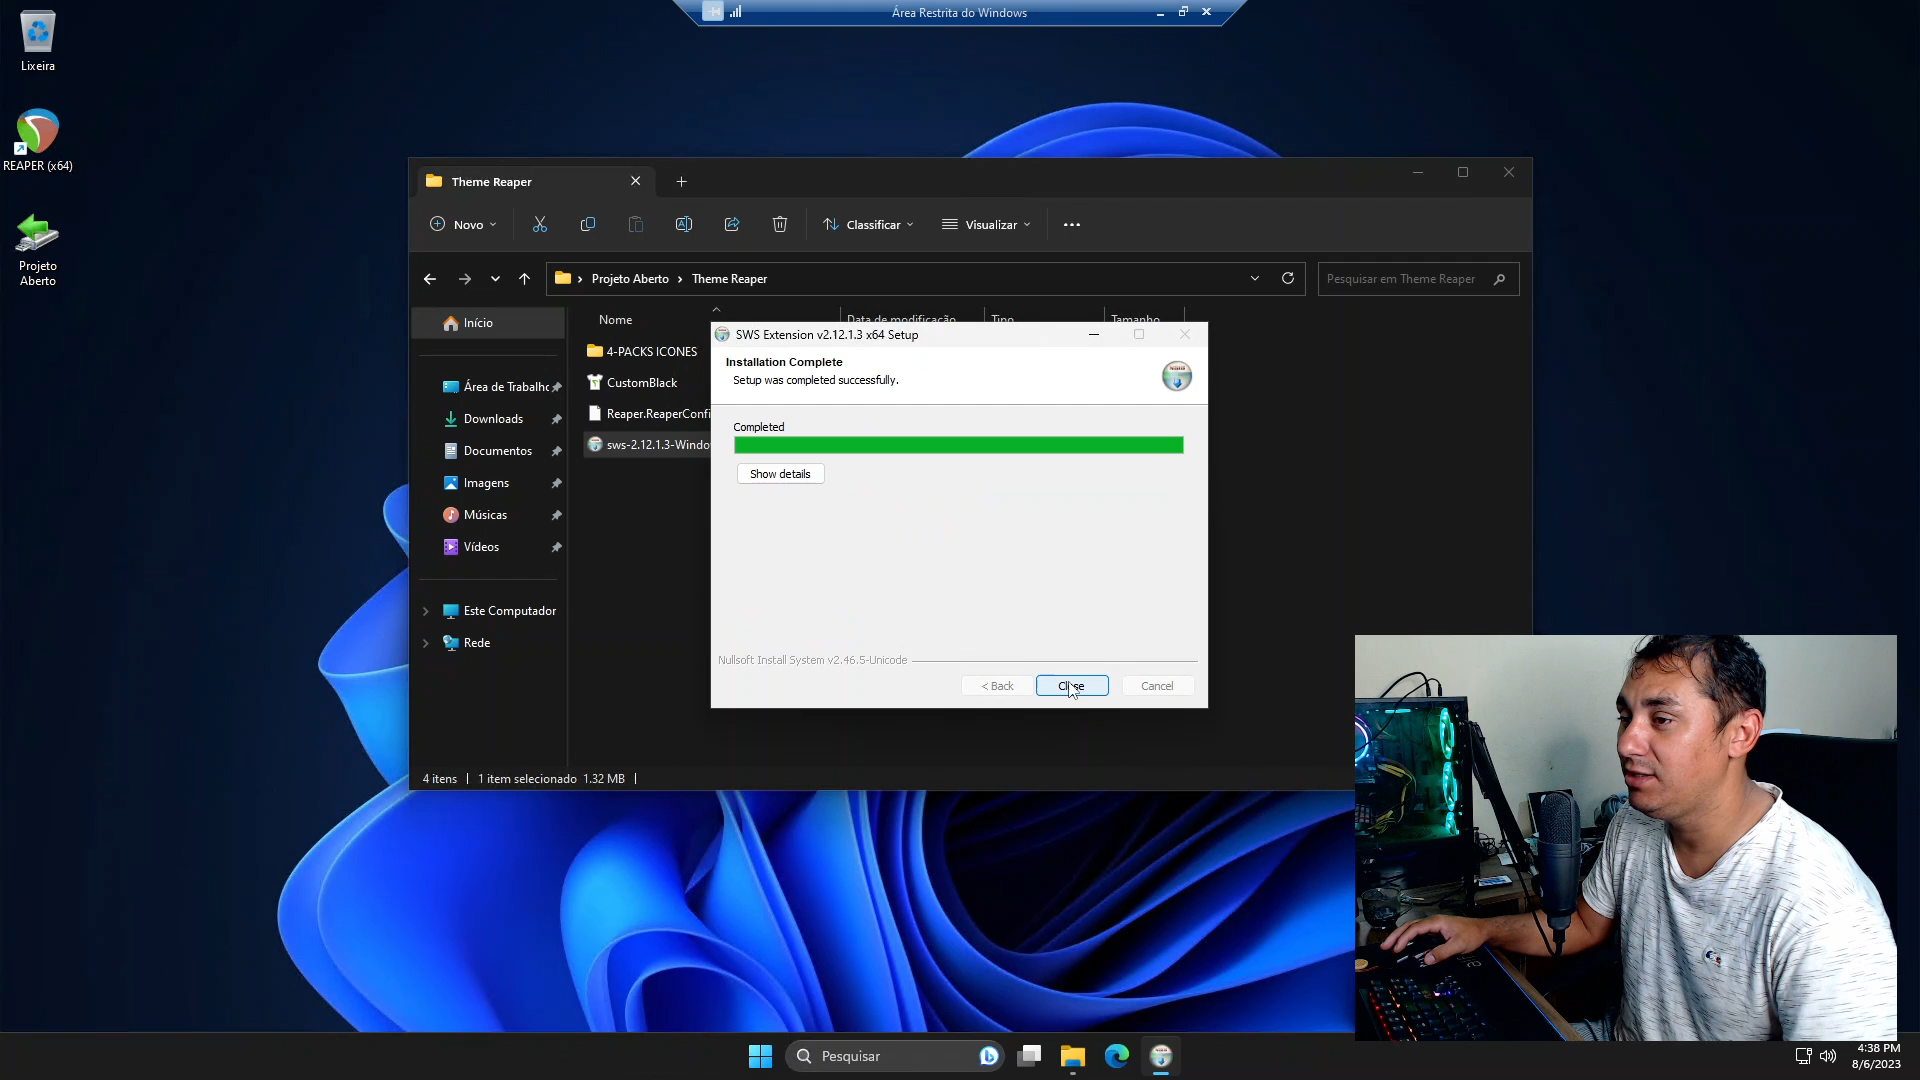 Área Restrita do Windows
Lixeira
REAPER (x64)
Projeto
Aberto
Theme Reaper
Novo
Classificar
Visualizar
Projeto Aberto
Theme Reaper
Pesquisar em Theme Reaper
Início
Área de Trabalho
Downloads
Documentos
Imagens
Músicas
Vídeos
Este Computador
Rede
Nome
Data de modificação
Tipo
Tamanho
4-PACKS ICONES
CustomBlack
Reaper.ReaperConfi
sws-2.12.1.3-Windo
SWS Extension v2.12.1.3 x64 Setup
Installation Complete
Setup was completed successfully.
Completed
Show details
Nullsoft Install System v2.46.5-Unicode
< Back
Close
Cancel
4 itens
1 item selecionado 1.32 MB
Pesquisar
4:38 PM
8/6/2023